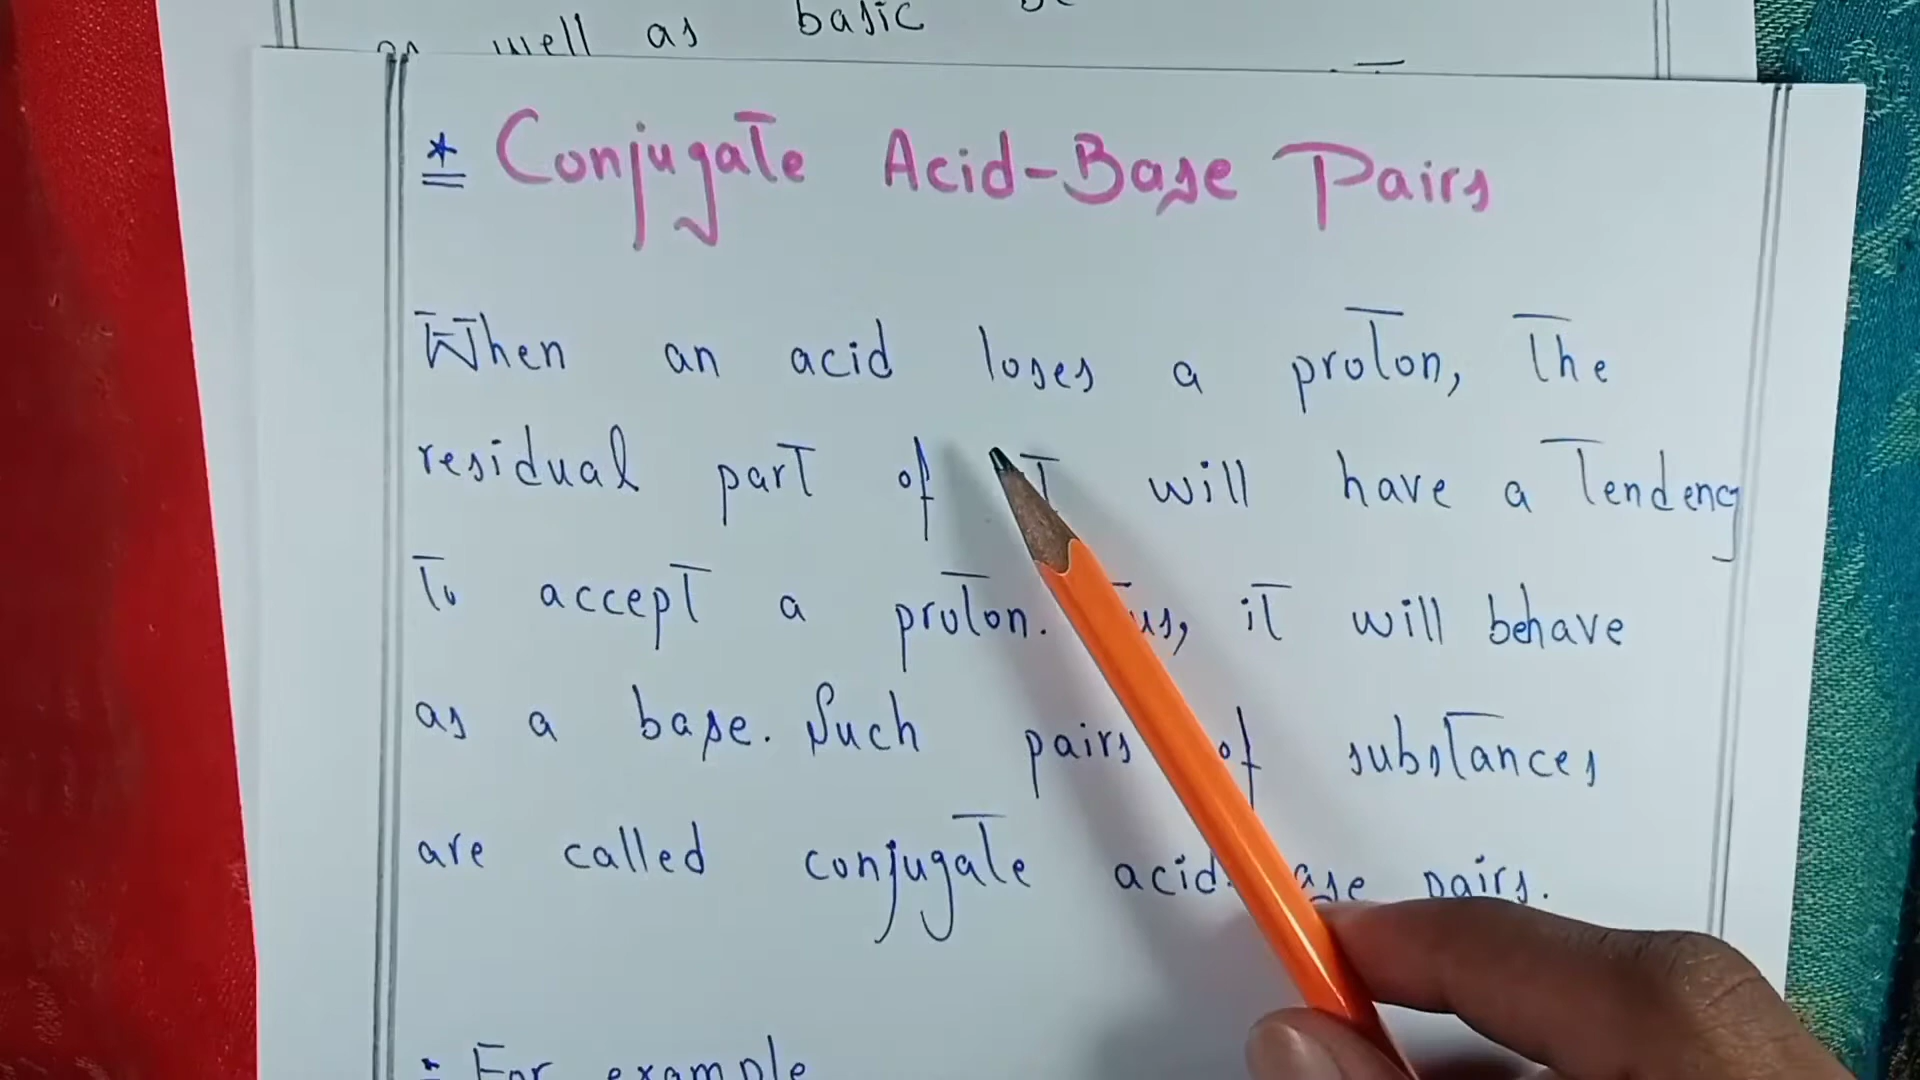 well as basic
* Conjugate Acid-Base Pairs
When an acid loses a proton, the
residual part of will have a tendency
to accept a proton. it will behave
as a base. Such pairs of substances
are called conjugate acid pairs.
: For example